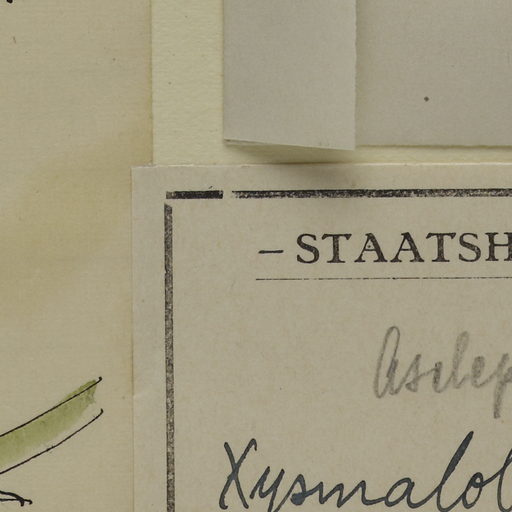 – STAATSH
Asclep
Xysmalob